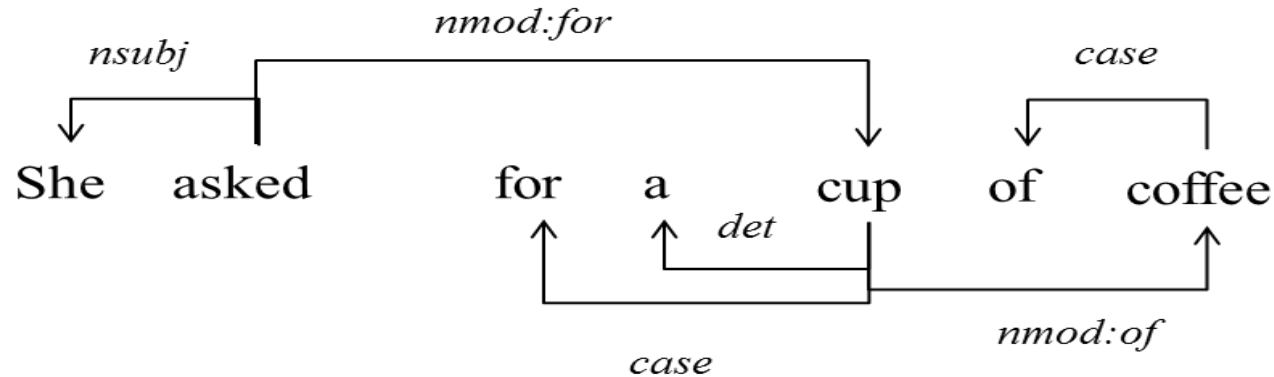 nmod:for
nsubj
case
She asked for a cup of coffee
det
nmod:of
case